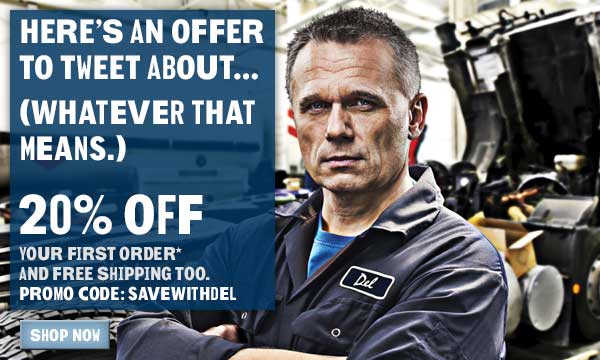 HERE'S AN OFFER
TO TWEET ABOUT...
(WHATEVER THAT
MEANS.)
20% OFF
YOUR FIRST ORDER*
AND FREE SHIPPING TOO.
PROMO CODE: SAVEWITHDEL
SHOP NOW
Del